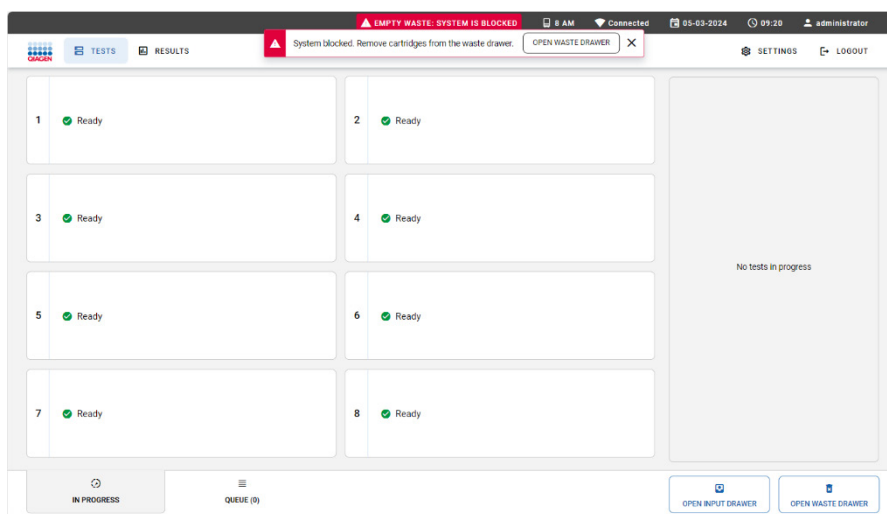 EMPTY WASTE: SYSTEM IS BLOCKED 8 AM Connected 05-03-2024 09:20 administrator
QIAGEN TESTS RESULTS System blocked. Remove cartridges from the waste drawer. OPEN WASTE DRAWER SETTINGS LOGOUT
1 Ready 2 Ready
3 Ready 4 Ready
No tests in progress
5 Ready 6 Ready
7 Ready 8 Ready
IN PROGRESS QUEUE (0) OPEN INPUT DRAWER OPEN WASTE DRAWER